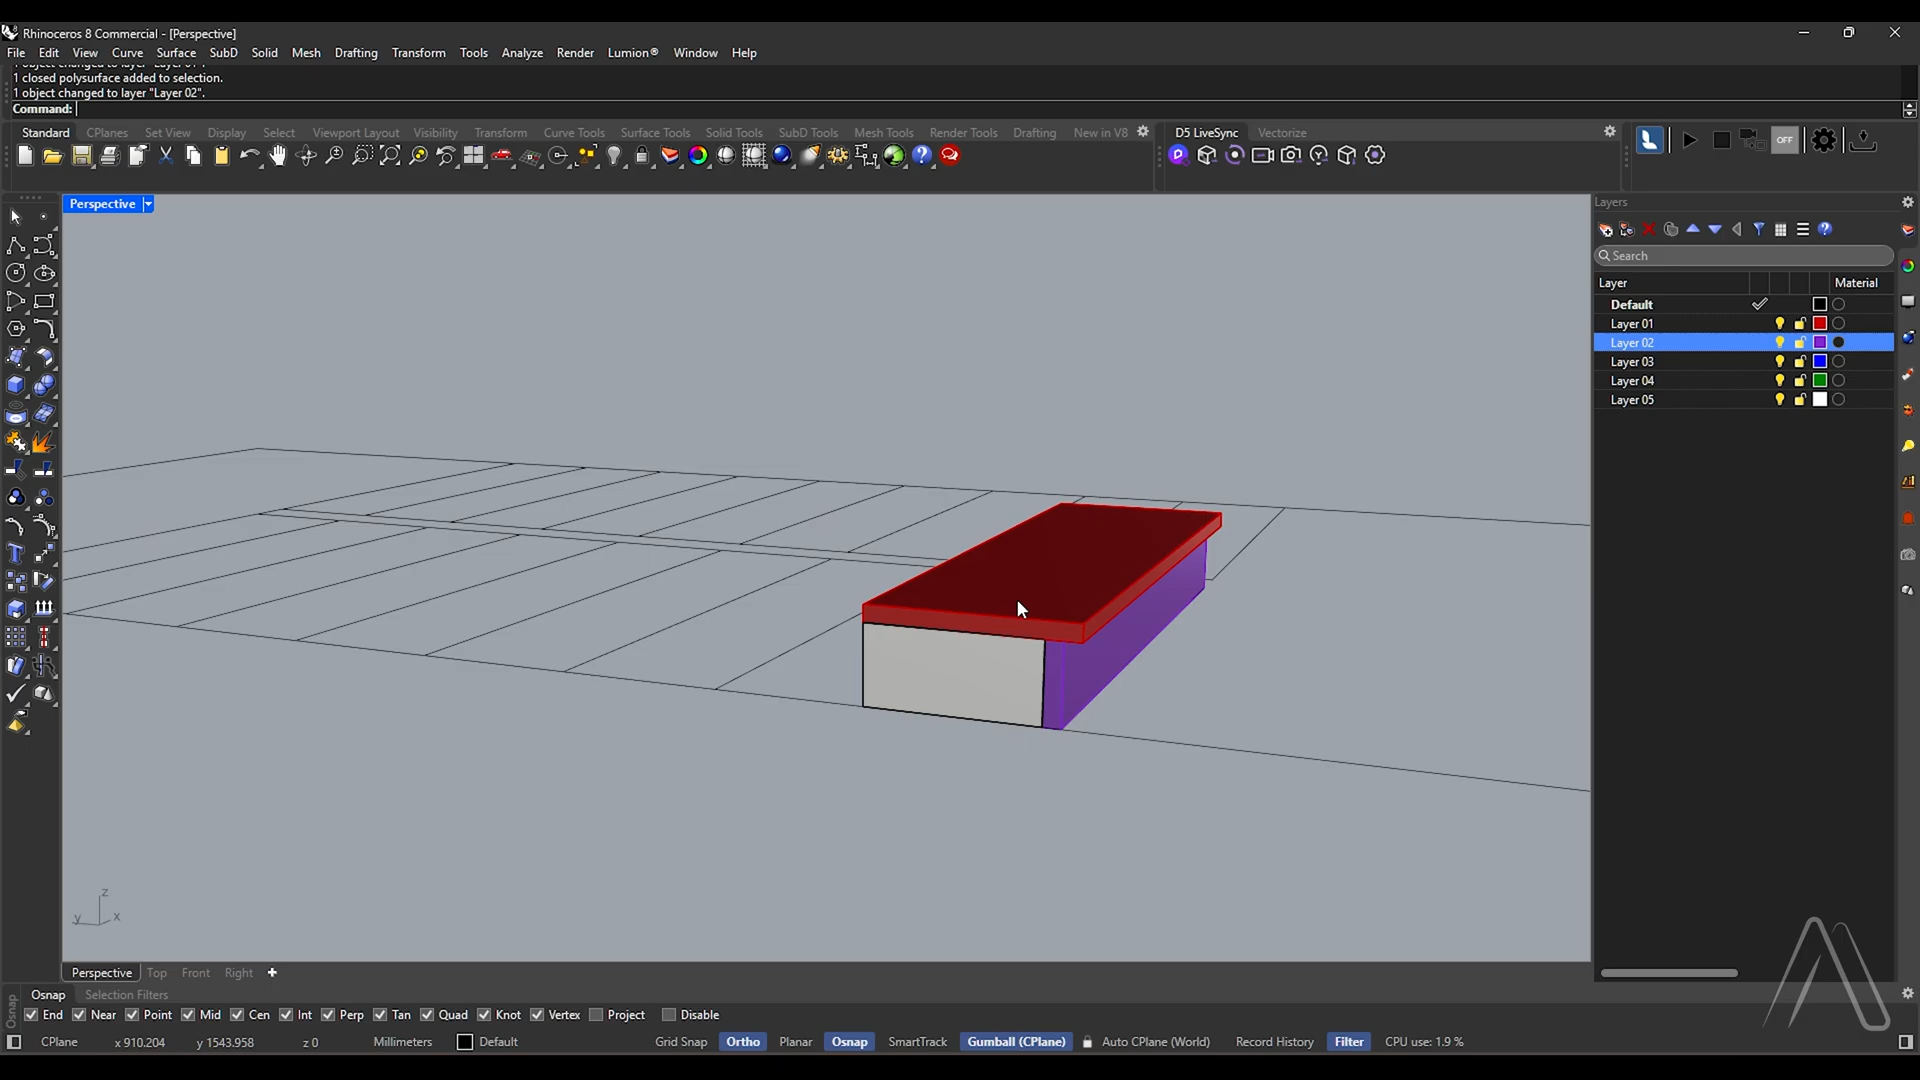 Rhinoceros 8 Commercial - [Perspective]
File Edit View Curve Surface SubD Solid Mesh Drafting Transform Tools Analyze Render Lumion® Window Help
1 closed polysurface added to selection.
1 object changed to layer "Layer 02".
Command:
Standard CPlanes Set View Display Select Viewport Layout Visibility Transform Curve Tools Surface Tools Solid Tools SubD Tools Mesh Tools Render Tools Drafting New in V8 D5 LiveSync Vectorize
OFF
Perspective
Layers
Search
Layer Material
Default
Layer 01
Layer 02
Layer 03
Layer 04
Layer 05
z
y x
Perspective Top Front Right
Osnap Selection Filters
Osnap
End Near Point Mid Cen Int Perp Tan Quad Knot Vertex Project Disable
CPlane x 910.204 y 1543.958 z 0 Millimeters Default Grid Snap Ortho Planar Osnap SmartTrack Gumball (CPlane) Auto CPlane (World) Record History Filter CPU use: 1.9 %